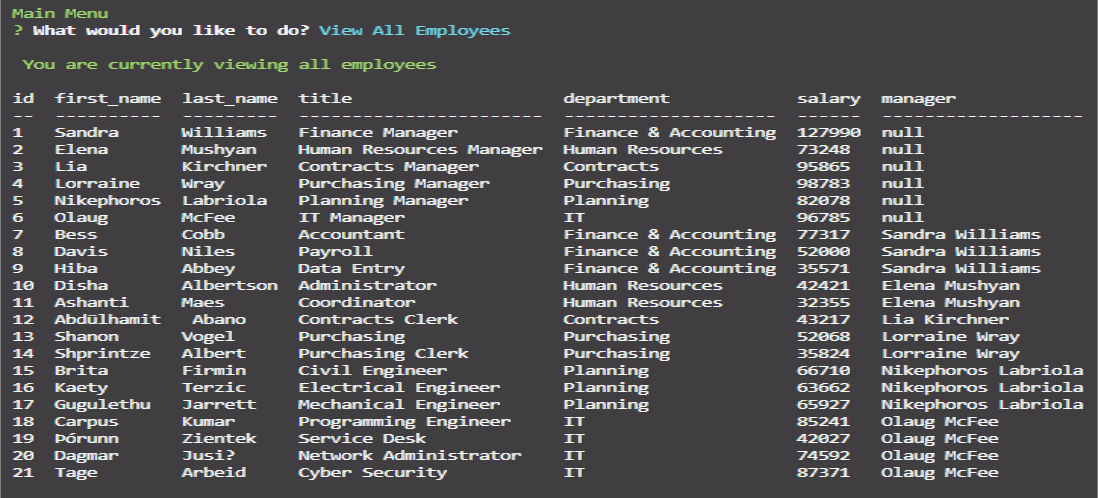 Main Menu
? What would you like to do? View All Employees
You are currently viewing all employees
id first_name last_name title department salary manager
-- ---------- --------- ----------------------- -------------------- ------ -------------------
1 Sandra Williams Finance Manager Finance & Accounting 127990 null
2 Elena Mushyan Human Resources Manager Human Resources 73248 null
3 Lia Kirchner Contracts Manager Contracts 95865 null
4 Lorraine Wray Purchasing Manager Purchasing 98783 null
5 Nikephoros Labriola Planning Manager Planning 82078 null
6 Olaug McFee IT Manager IT 96785 null
7 Bess Cobb Accountant Finance & Accounting 77317 Sandra Williams
8 Davis Niles Payroll Finance & Accounting 52000 Sandra Williams
9 Hiba Abbey Data Entry Finance & Accounting 35571 Sandra Williams
10 Disha Albertson Administrator Human Resources 42421 Elena Mushyan
11 Ashanti Maes Coordinator Human Resources 32355 Elena Mushyan
12 Abdülhamit Abano Contracts Clerk Contracts 43217 Lia Kirchner
13 Shanon Vogel Purchasing Purchasing 52068 Lorraine Wray
14 Shprintze Albert Purchasing Clerk Purchasing 35824 Lorraine Wray
15 Brita Firmin Civil Engineer Planning 66710 Nikephoros Labriola
16 Kaety Terzic Electrical Engineer Planning 63662 Nikephoros Labriola
17 Gugulethu Jarrett Mechanical Engineer Planning 65927 Nikephoros Labriola
18 Carpus Kumar Programming Engineer IT 85241 Olaug McFee
19 Þórunn Zientek Service Desk IT 42027 Olaug McFee
20 Dagmar Jusi? Network Administrator IT 74592 Olaug McFee
21 Tage Arbeid Cyber Security IT 87371 Olaug McFee